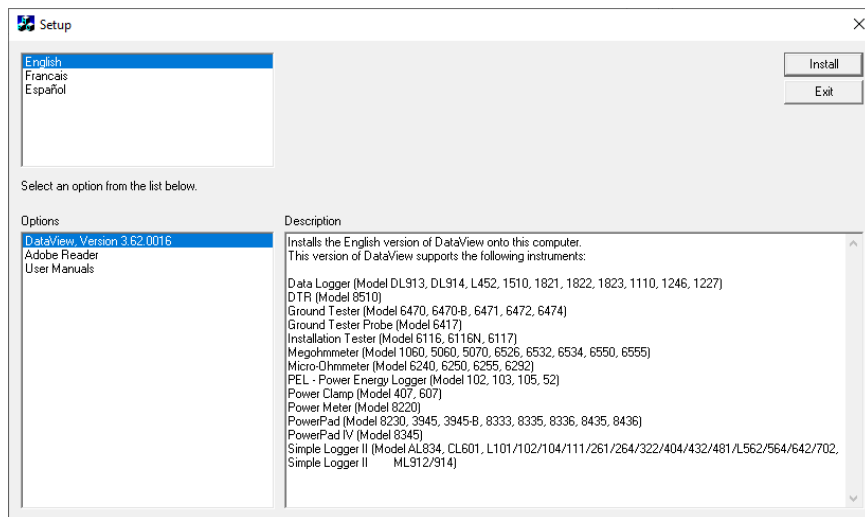 Setup
English
Francais
Español
Install
Exit
Select an option from the list below.
Options
DataView, Version 3.62.0016
Adobe Reader
User Manuals
Description
Installs the English version of DataView onto this computer.
This version of DataView supports the following instruments:
Data Logger (Model DL913, DL914, L452, 1510, 1821, 1822, 1823, 1110, 1246, 1227)
DTR (Model 8510)
Ground Tester (Model 6470, 6470-B, 6471, 6472, 6474)
Ground Tester Probe (Model 6417)
Installation Tester (Model 6116, 6116N, 6117)
Megohmmeter (Model 1060, 5060, 5070, 6526, 6532, 6534, 6550, 6555)
Micro-Ohmmeter (Model 6240, 6250, 6255, 6292)
PEL - Power Energy Logger (Model 102, 103, 105, 52)
Power Clamp (Model 407, 607)
Power Meter (Model 8220)
PowerPad (Model 8230, 3945, 3945-B, 8333, 8335, 8336, 8435, 8436)
PowerPad IV (Model 8345)
Simple Logger II (Model AL834, CL601, L101/102/104/111/261/264/322/404/432/481/L562/564/642/702,
Simple Logger II ML912/914)